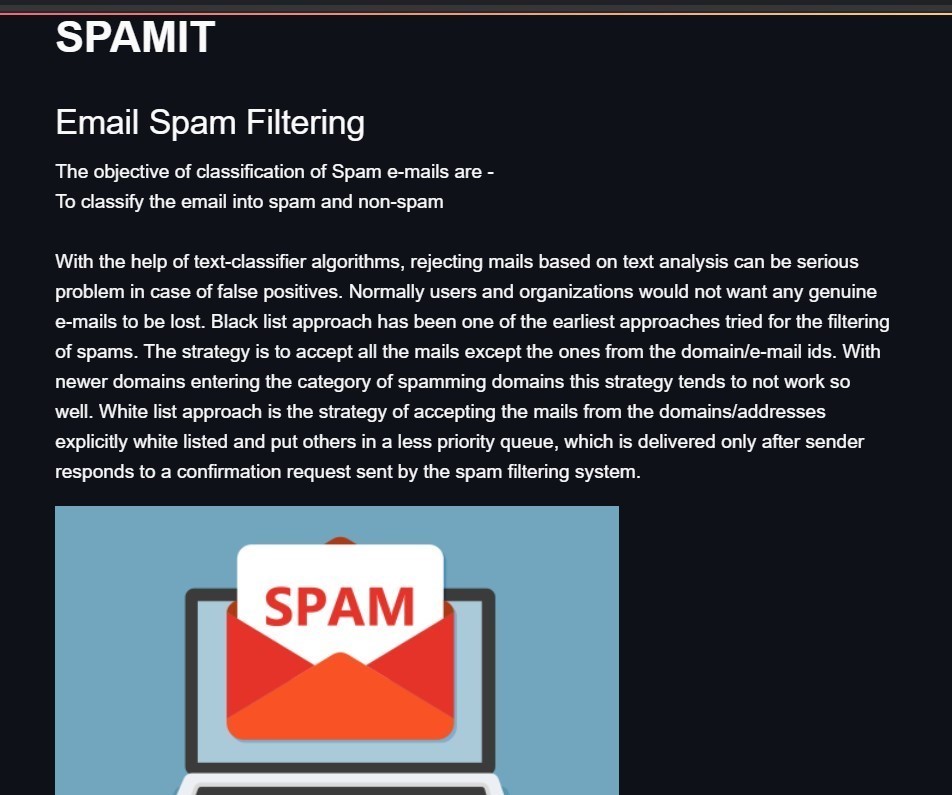 SPAMIT
Email Spam Filtering
The objective of classification of Spam e-mails are -
To classify the email into spam and non-spam
With the help of text-classifier algorithms, rejecting mails based on text analysis can be serious
problem in case of false positives. Normally users and organizations would not want any genuine
e-mails to be lost. Black list approach has been one of the earliest approaches tried for the filtering
of spams. The strategy is to accept all the mails except the ones from the domain/e-mail ids. With
newer domains entering the category of spamming domains this strategy tends to not work so
well. White list approach is the strategy of accepting the mails from the domains/addresses
explicitly white listed and put others in a less priority queue, which is delivered only after sender
responds to a confirmation request sent by the spam filtering system.
SPAM